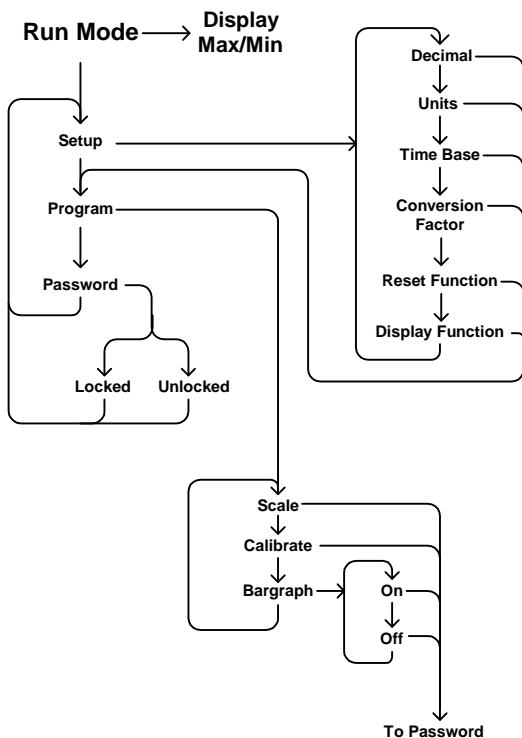 Run Mode
Display
Max/Min
Setup
Program
Password
Locked
Unlocked
Decimal
Units
Time Base
Conversion
Factor
Reset Function
Display Function
Scale
Calibrate
Bargraph
On
Off
To Password